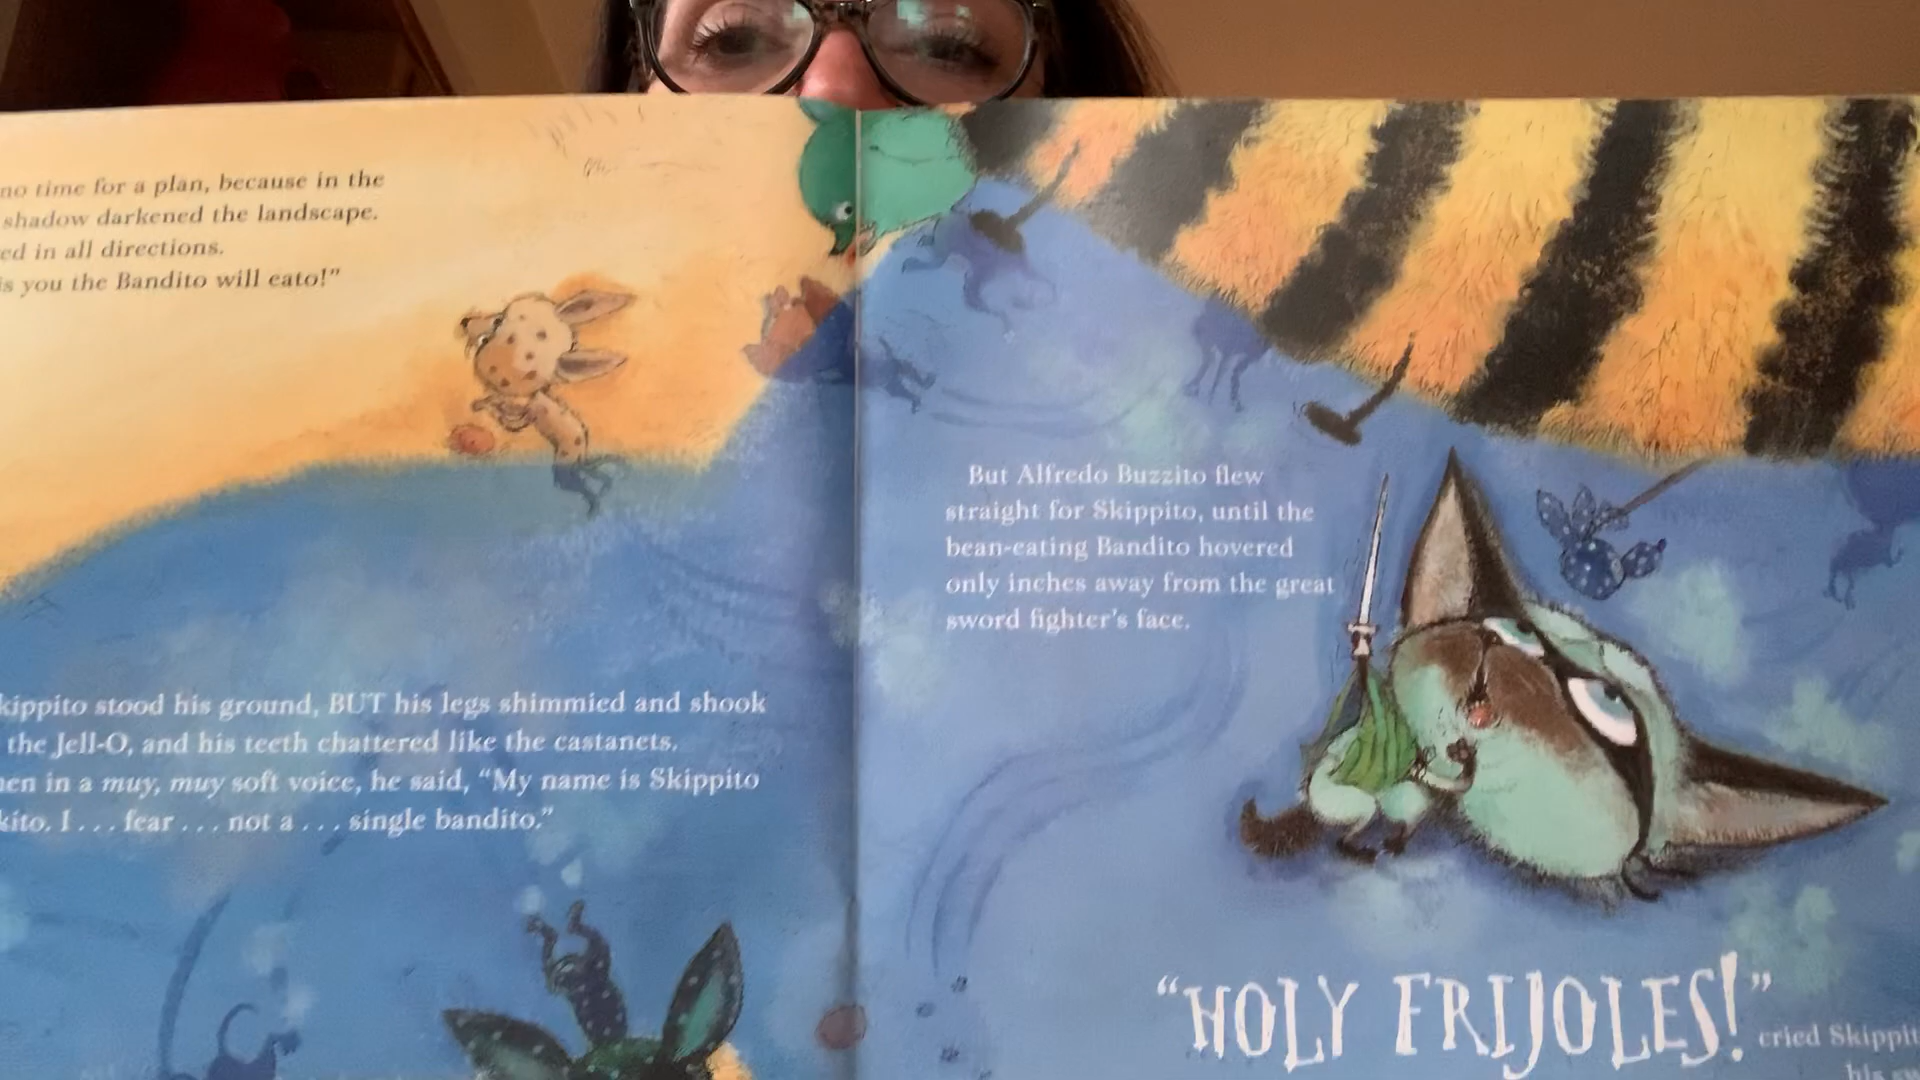 no time for a plan, because in the
shadow darkened the landscape.
ed in all directions.
s you the Bandito will eato!”
kippito stood his ground, BUT his legs shimmied and shook
the Jell-O, and his teeth chattered like the castanets.
hen in a muy, muy soft voice, he said, “My name is Skippito
kito. I . . . fear . . . not a . . . single bandito.”
But Alfredo Buzzito flew
straight for Skippito, until the
bean-eating Bandito hovered
only inches away from the great
sword fighter’s face.
“HOLY FRIJOLES!” cried Skippit
his sw